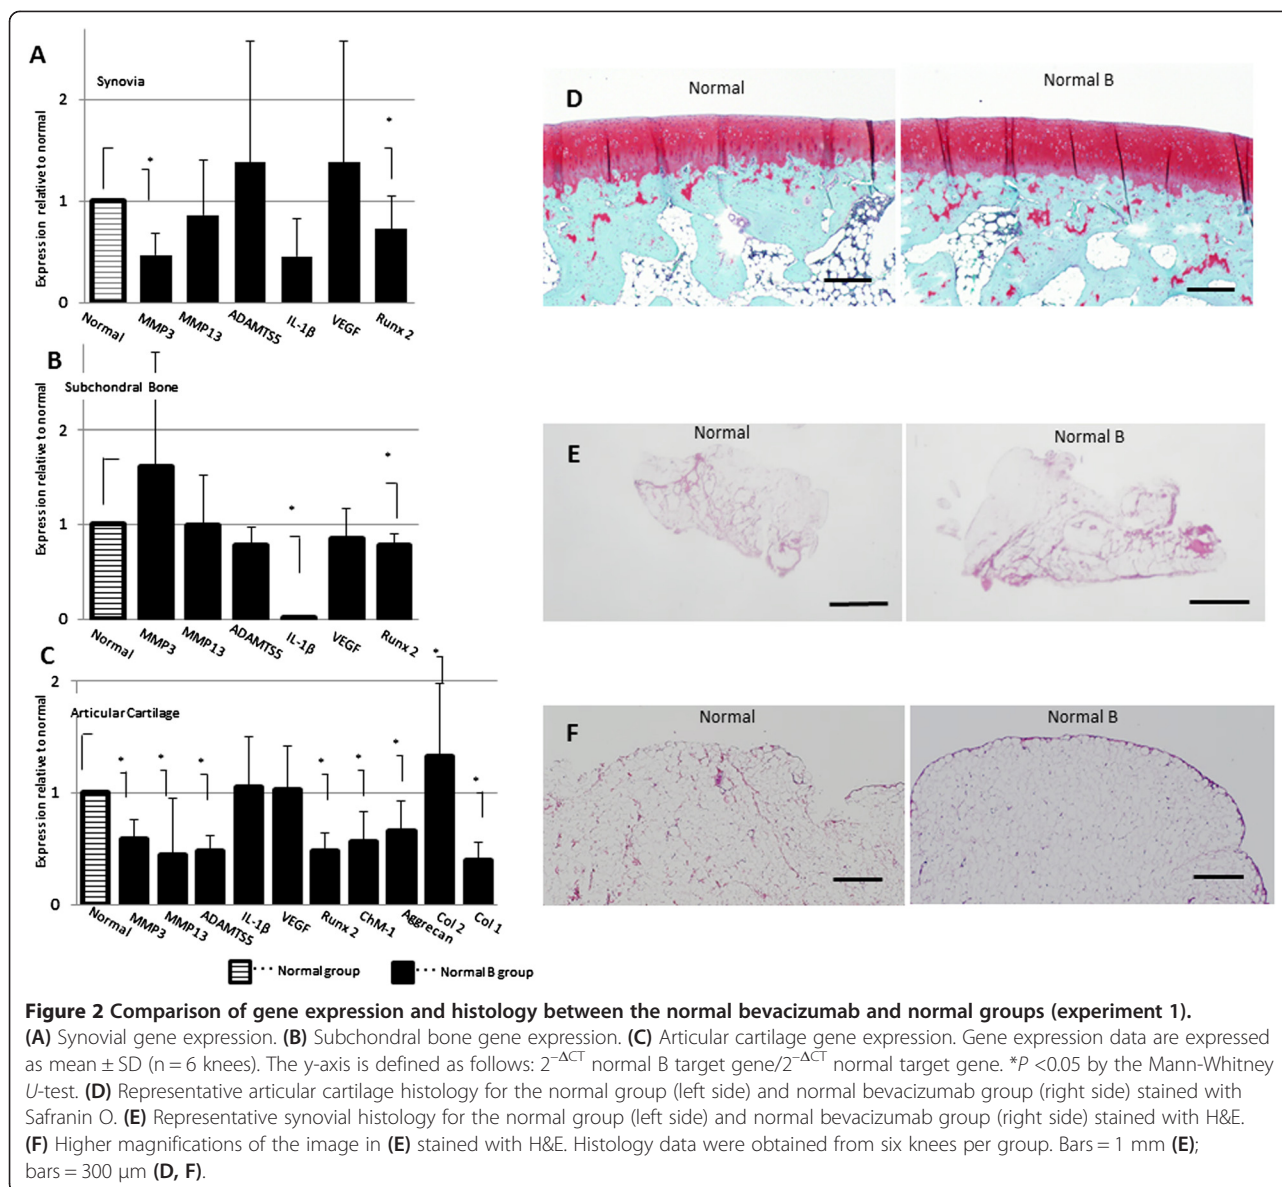 A
Synovia
Expression relative to normal
2
1
0
*
*
Normal
MMP3
MMP13
ADAMTS5
IL-1β
VEGF
Runx 2
B
Subchondral Bone
Expression relative to normal
2
1
0
*
*
Normal
MMP3
MMP13
ADAMTS5
IL-1β
VEGF
Runx 2
C
Articular Cartilage
Expression relative to normal
2
1
0
*
*
*
*
*
*
*
*
Normal
MMP3
MMP13
ADAMTS5
IL-1β
VEGF
Runx 2
ChM-1
Aggrecan
Col 2
Col 1
··· Normal group
··· Normal B group
D
Normal
Normal B
E
Normal
Normal B
F
Normal
Normal B
Figure 2 Comparison of gene expression and histology between the normal bevacizumab and normal groups (experiment 1).
(A) Synovial gene expression. (B) Subchondral bone gene expression. (C) Articular cartilage gene expression. Gene expression data are expressed
as mean ± SD (n = 6 knees). The y-axis is defined as follows: 2⁻ΔCT normal B target gene/2⁻ΔCT normal target gene. *P <0.05 by the Mann-Whitney
U-test. (D) Representative articular cartilage histology for the normal group (left side) and normal bevacizumab group (right side) stained with
Safranin O. (E) Representative synovial histology for the normal group (left side) and normal bevacizumab group (right side) stained with H&E.
(F) Higher magnifications of the image in (E) stained with H&E. Histology data were obtained from six knees per group. Bars = 1 mm (E);
bars = 300 μm (D, F).